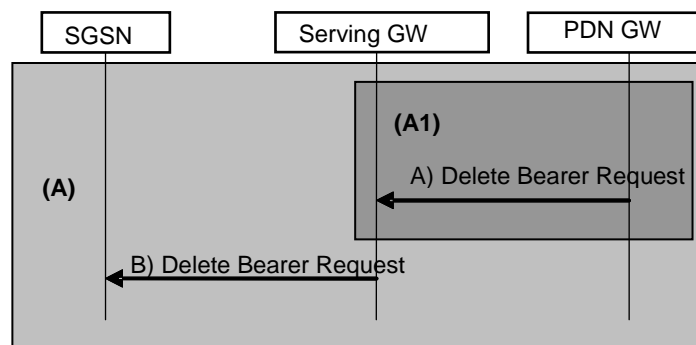 SGSN
Serving GW
PDN GW
(A1)
(A)
A) Delete Bearer Request
B) Delete Bearer Request